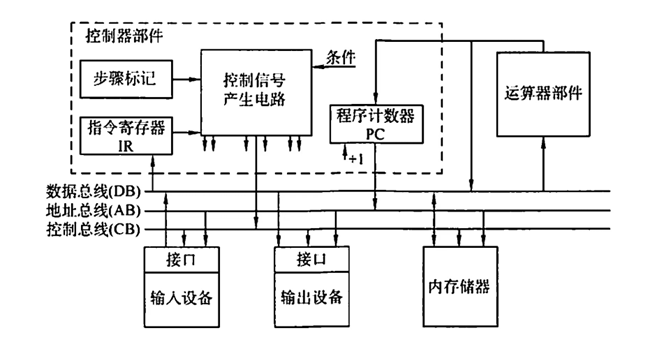 控制器部件
步骤标记
控制信号
产生电路
条件
运算器部件
指令寄存器
IR
程序计数器
PC
+1
数据总线(DB)
地址总线(AB)
控制总线(CB)
接口
输入设备
接口
输出设备
内存储器